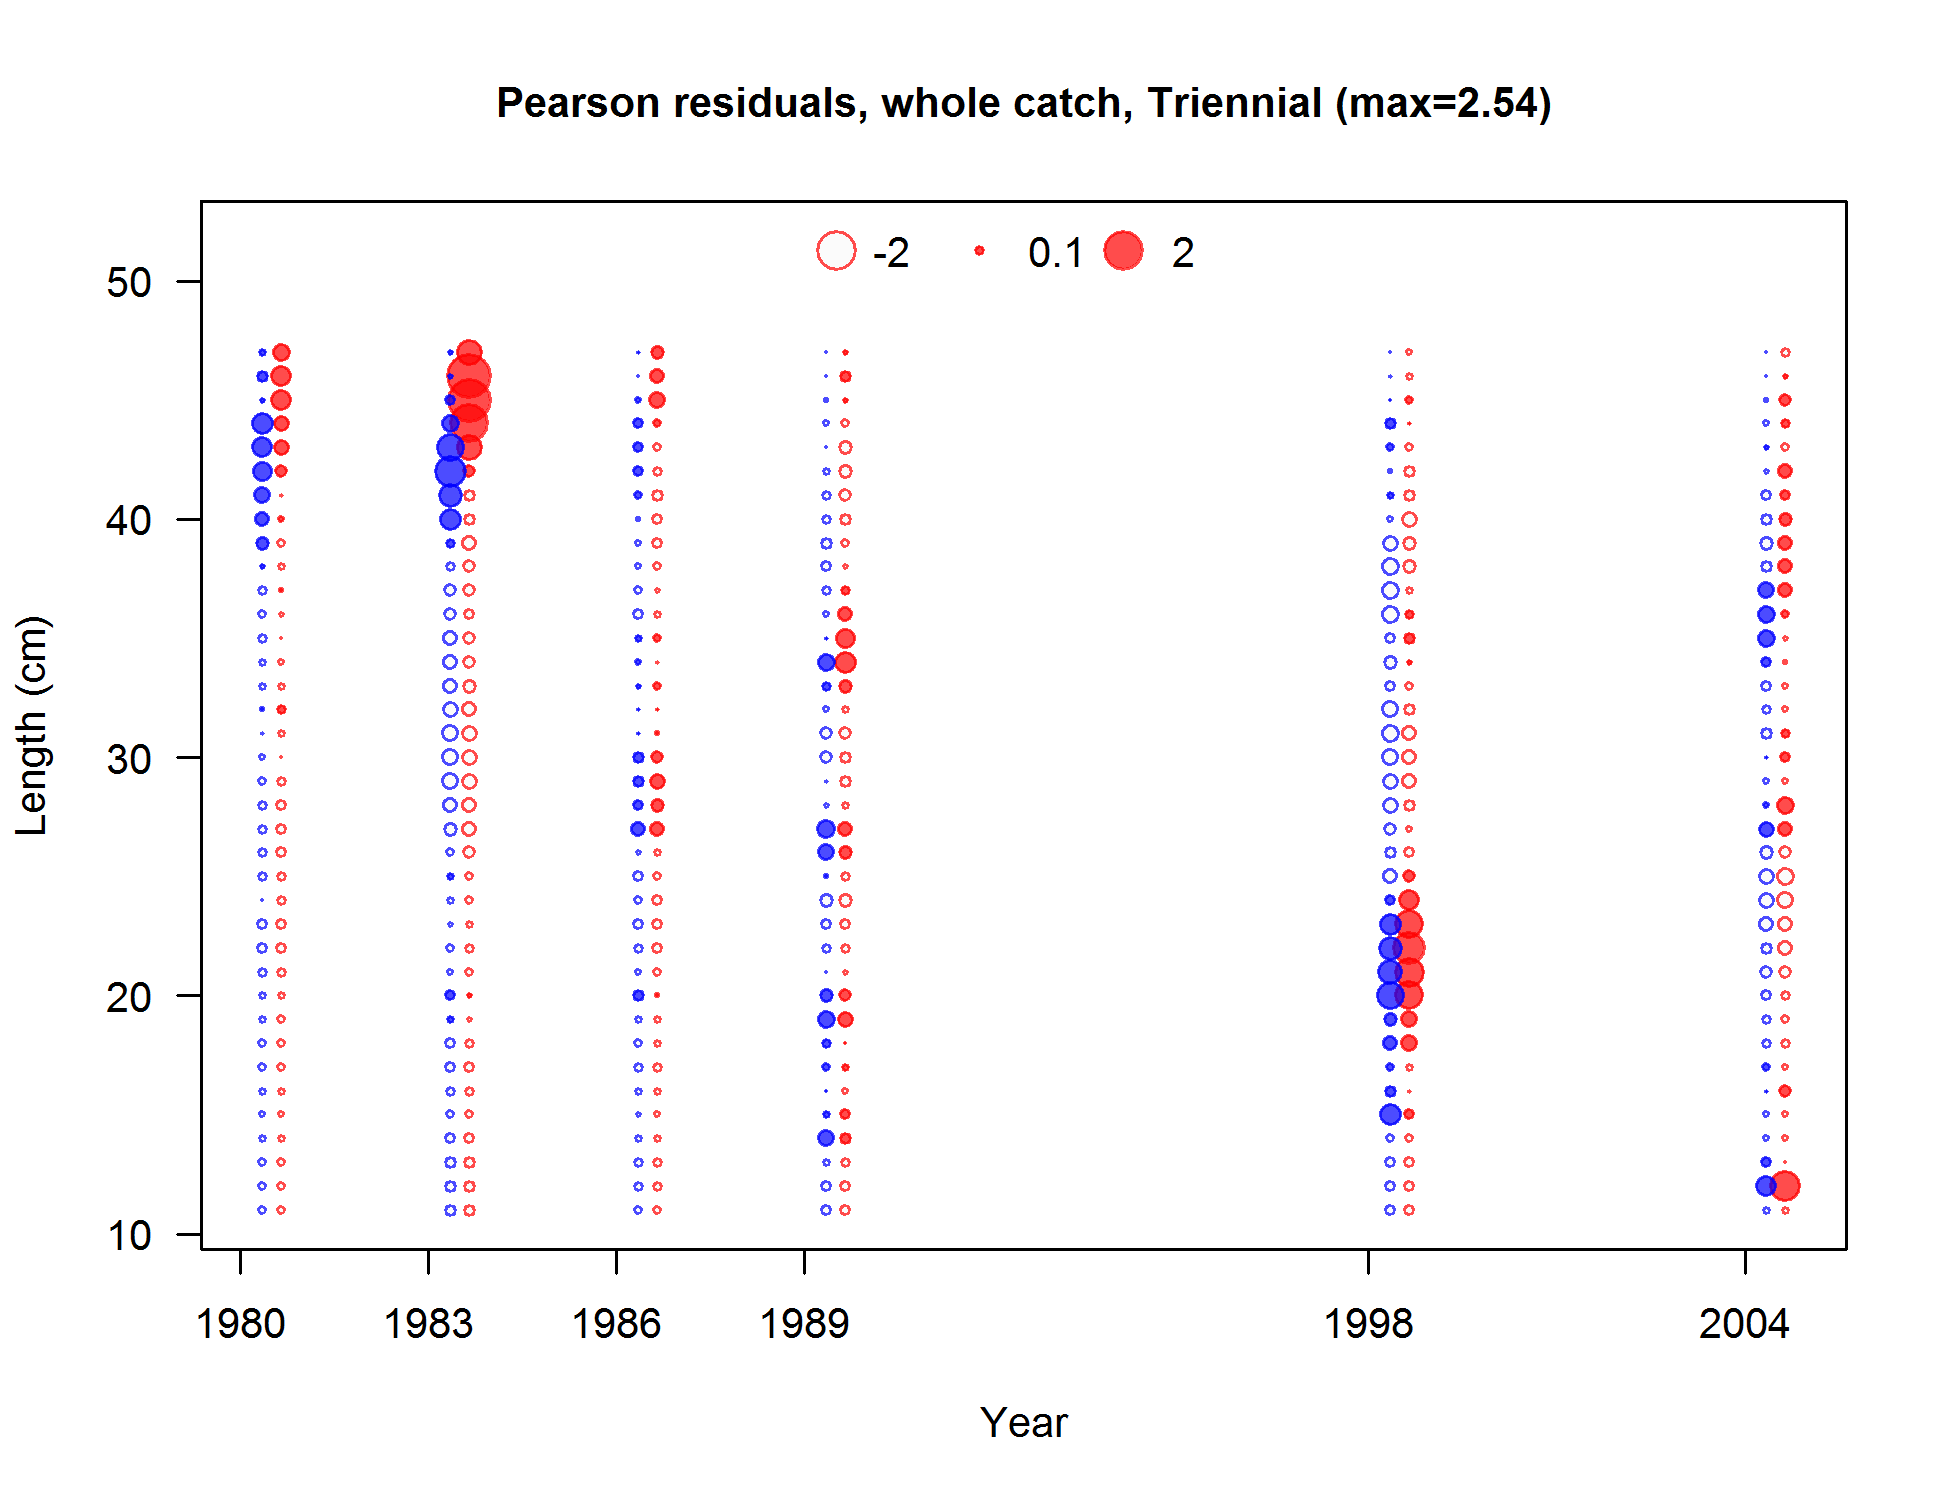 Pearson residuals, whole catch, Triennial (max=2.54)
-2 0.1 2
50
40
30
20
10
Length (cm)
1980 1983 1986 1989 1998 2004
Year